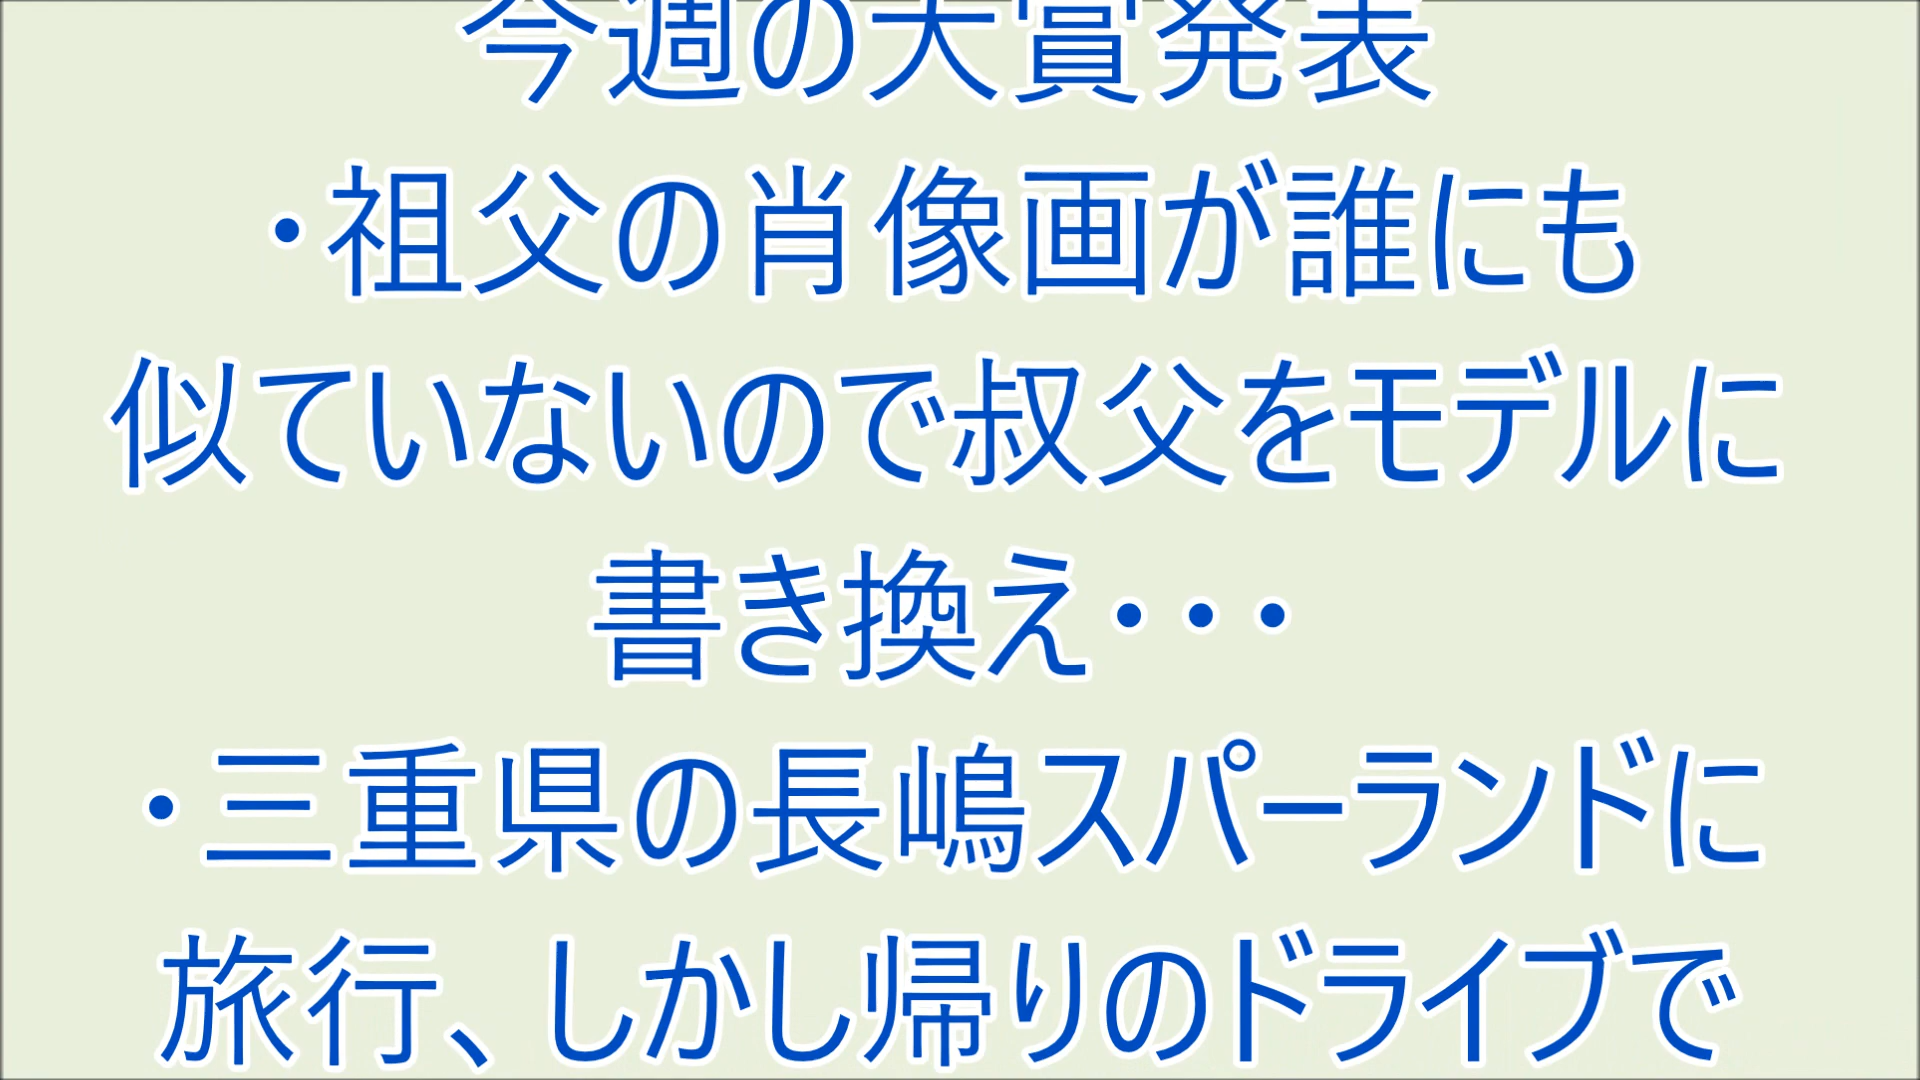 今週の大賞発表
・祖父の肖像画が誰にも
似ていないので叔父をモデルに
書き換え・・・
・三重県の長嶋スパーランドに
旅行、しかし帰りのドライブで